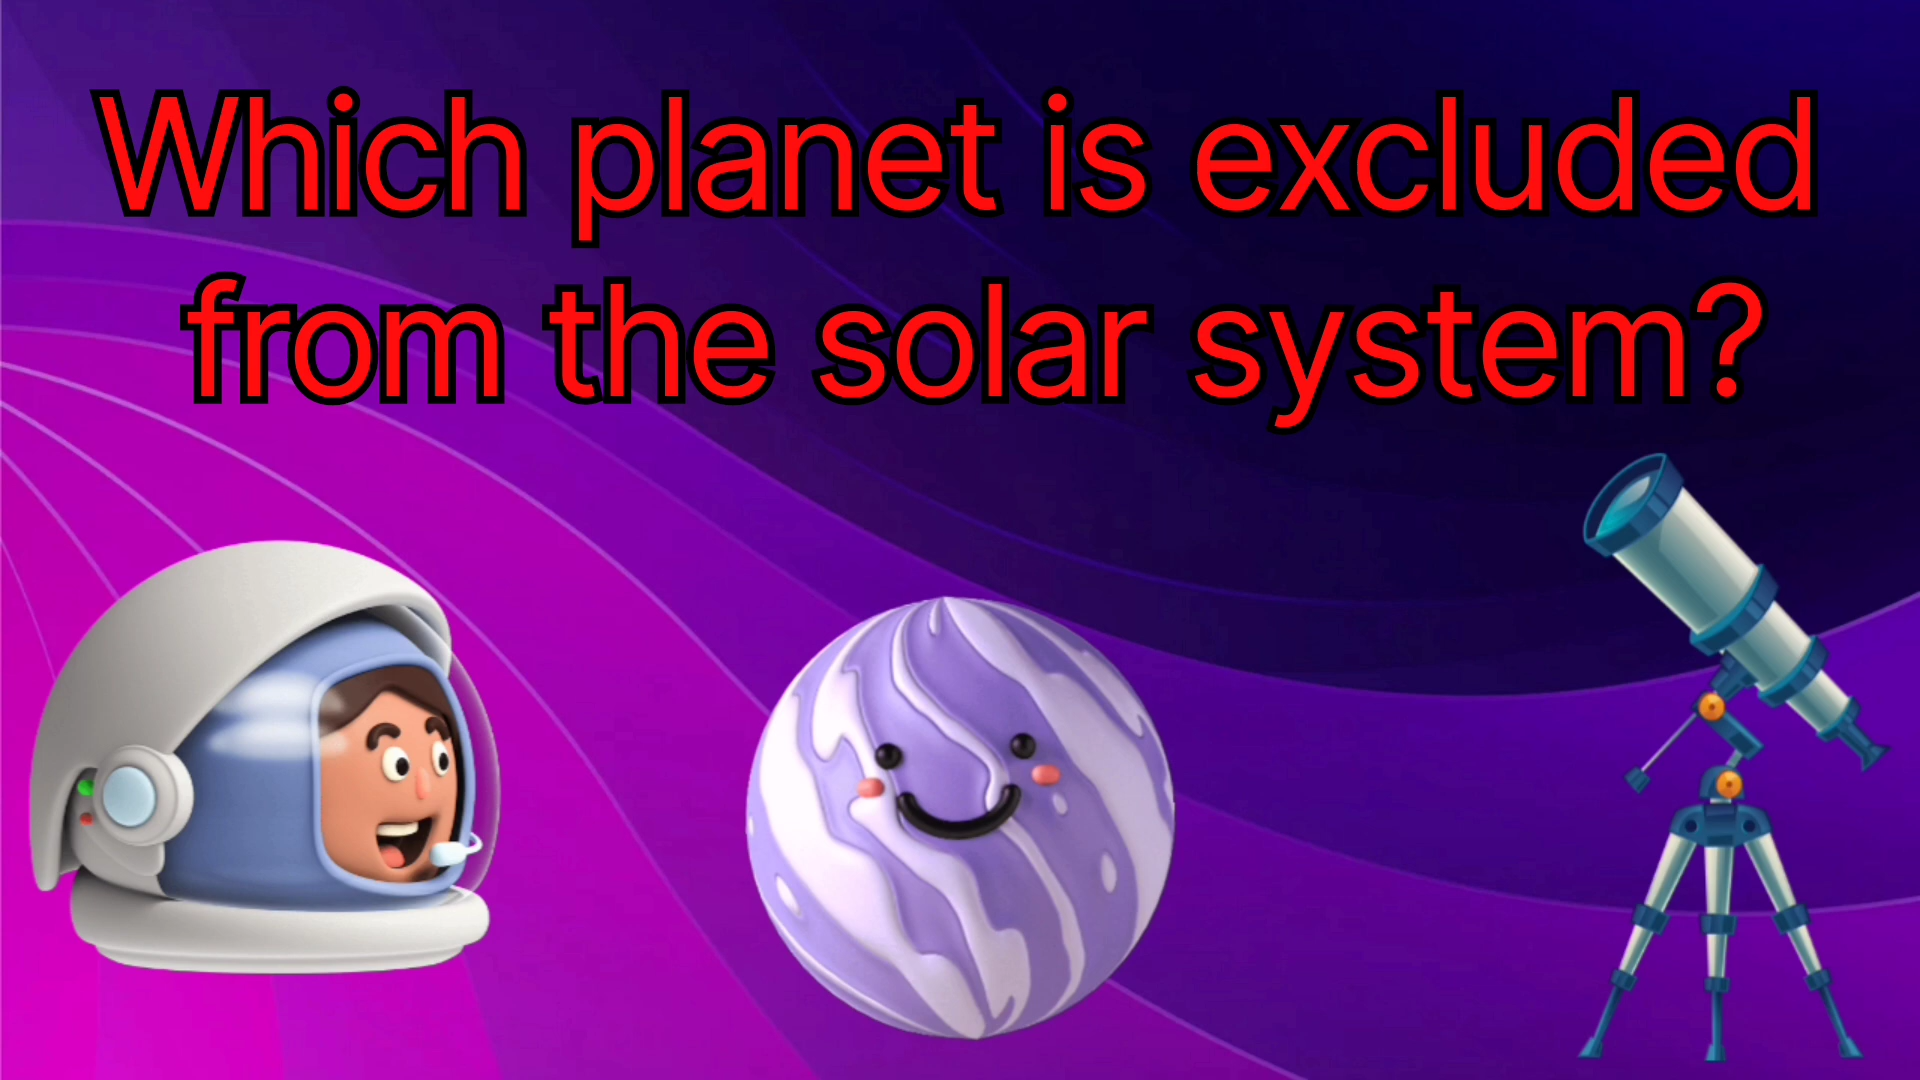 Which planet is excluded
from the solar system?